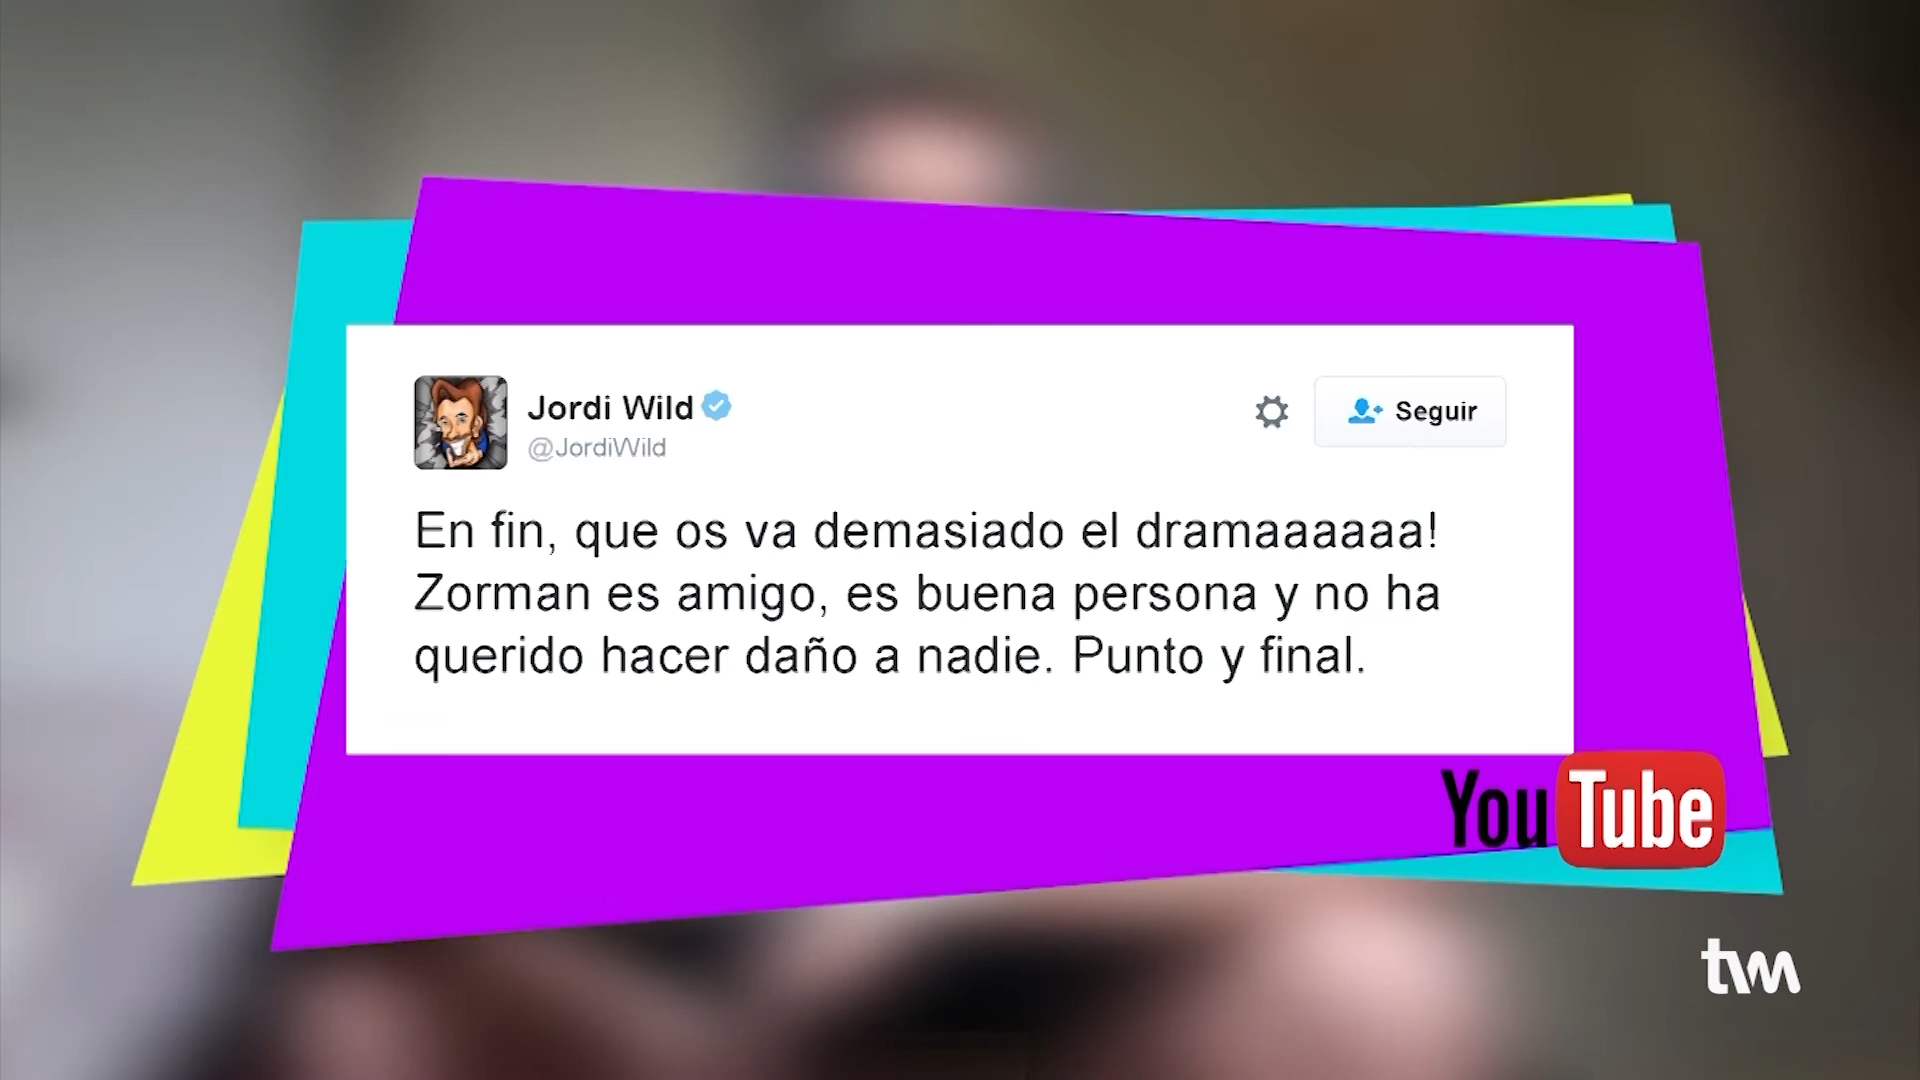 Jordi Wild
@JordiWild
Seguir
En fin, que os va demasiado el dramaaaaaa!
Zorman es amigo, es buena persona y no ha
querido hacer daño a nadie. Punto y final.
YouTube
tvm